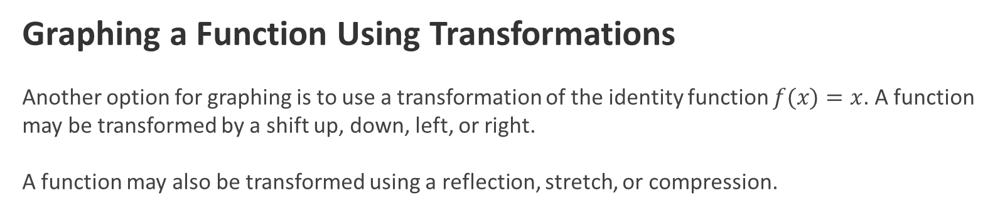 Graphing a Function Using Transformations
Another option for graphing is to use a transformation of the identity function f(x) = x. A function
may be transformed by a shift up, down, left, or right.
A function may also be transformed using a reflection, stretch, or compression.